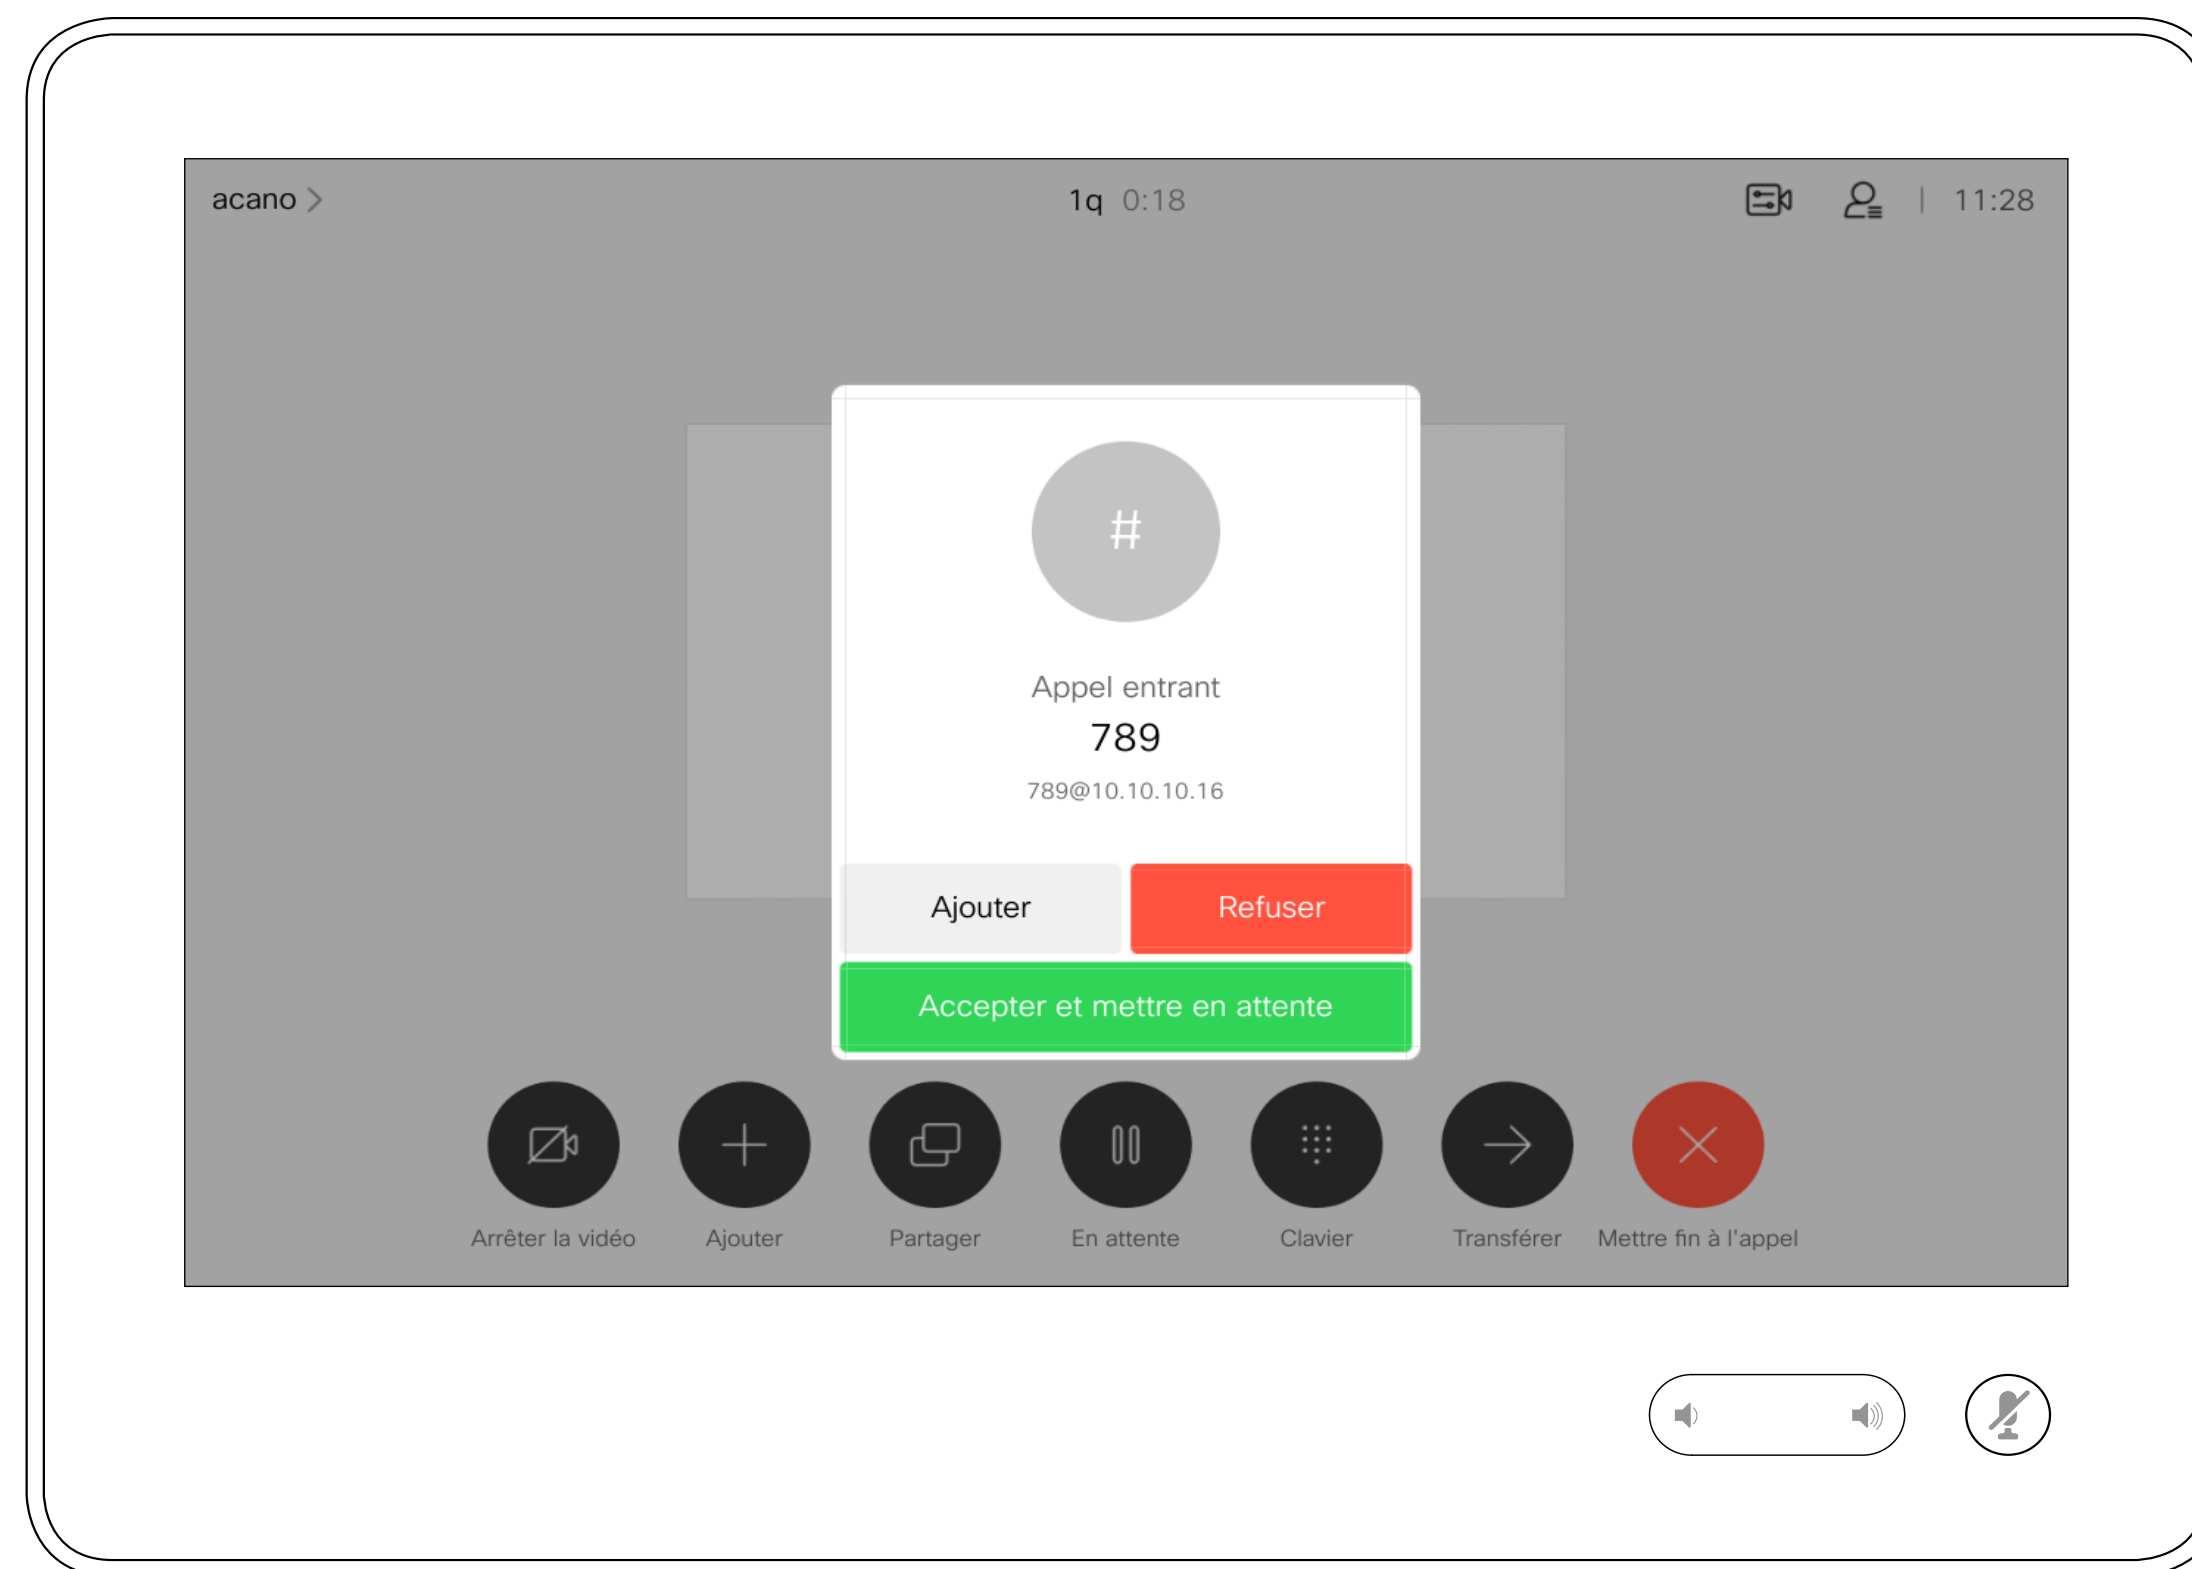 acano
1q 0:18
11:28
#
Appel entrant
789
789@10.10.10.16
Ajouter
Refuser
Accepter et mettre en attente
Arrêter la vidéo
Ajouter
Partager
En attente
Clavier
Transférer
Mettre fin à l'appel